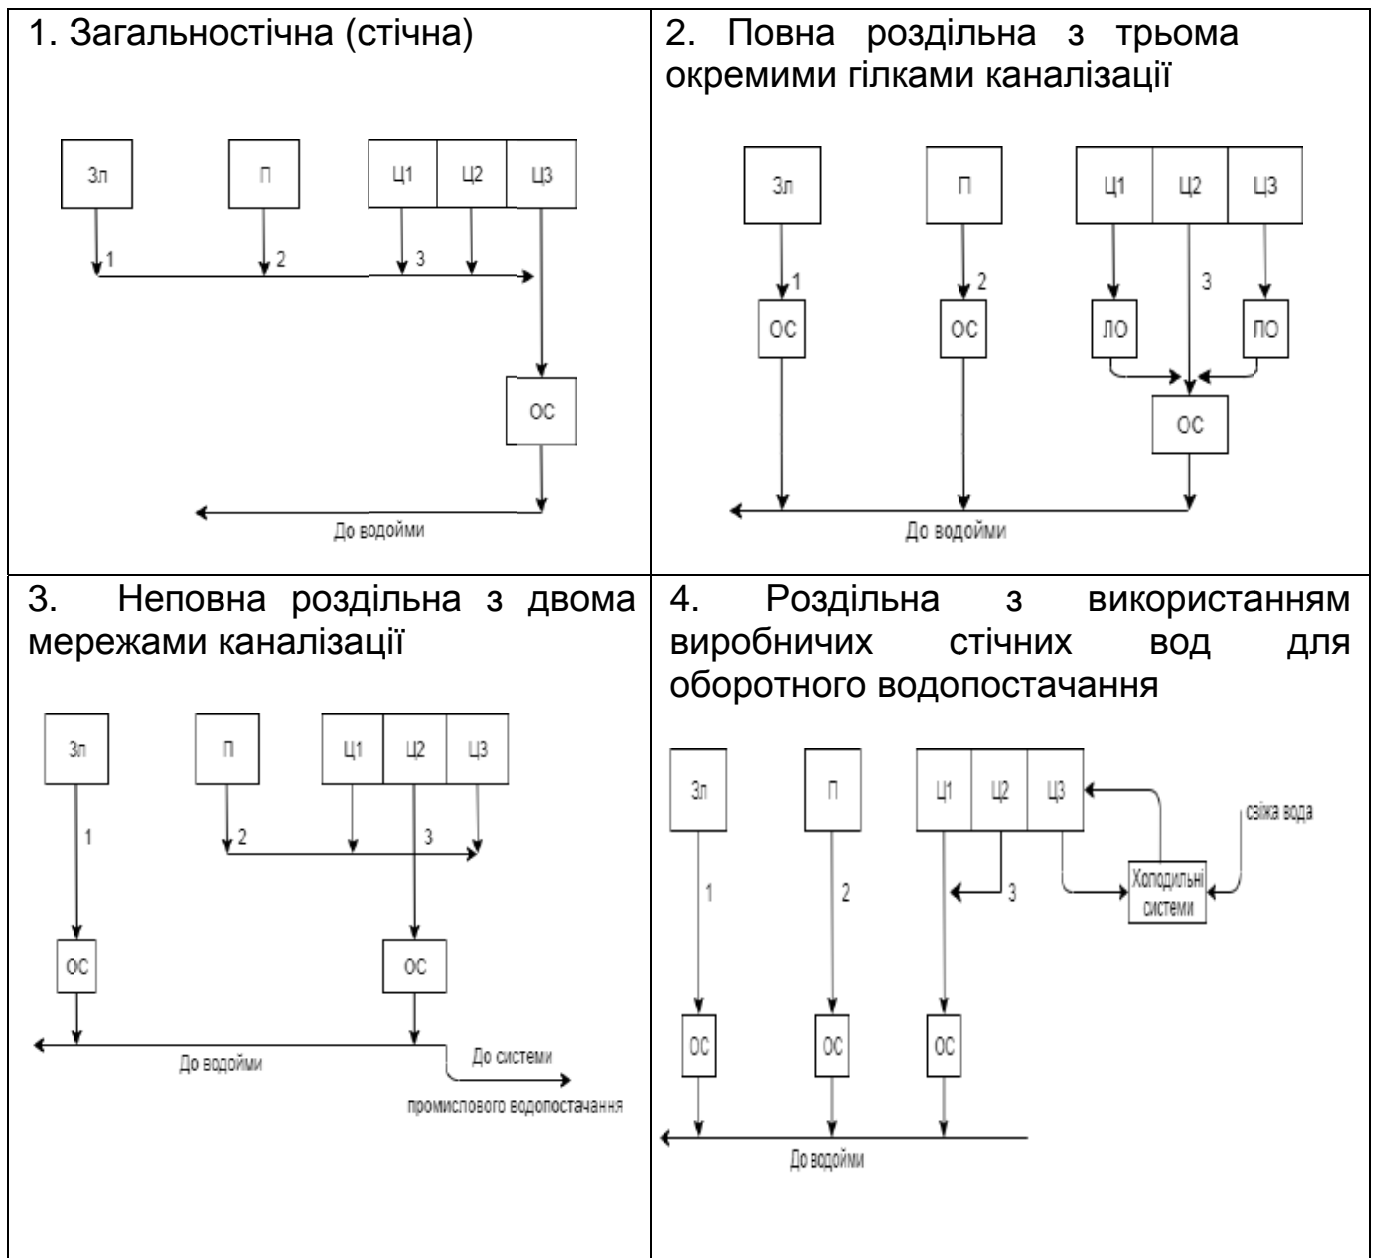 1. Загальностічна (стічна)
Зл
П
Ц1
Ц2
Ц3
1
2
3
ОС
До водойми
2. Повна роздільна з трьома
окремими гілками каналізації
Зл
П
Ц1
Ц2
Ц3
1
2
3
ОС
ОС
ЛО
ПО
ОС
До водойми
3. Неповна роздільна з двома
мережами каналізації
Зл
П
Ц1
Ц2
Ц3
1
2
3
ОС
ОС
До водойми
До системи
промислового водопостачання
4. Роздільна з використанням
виробничих стічних вод для
оборотного водопостачання
Зл
П
Ц1
Ц2
Ц3
свіжа вода
Холодильні
системи
1
2
3
ОС
ОС
ОС
До водойми